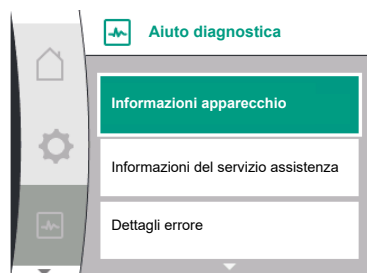 Aiuto diagnostica
Informazioni apparecchio
Informazioni del servizio assistenza
Dettagli errore